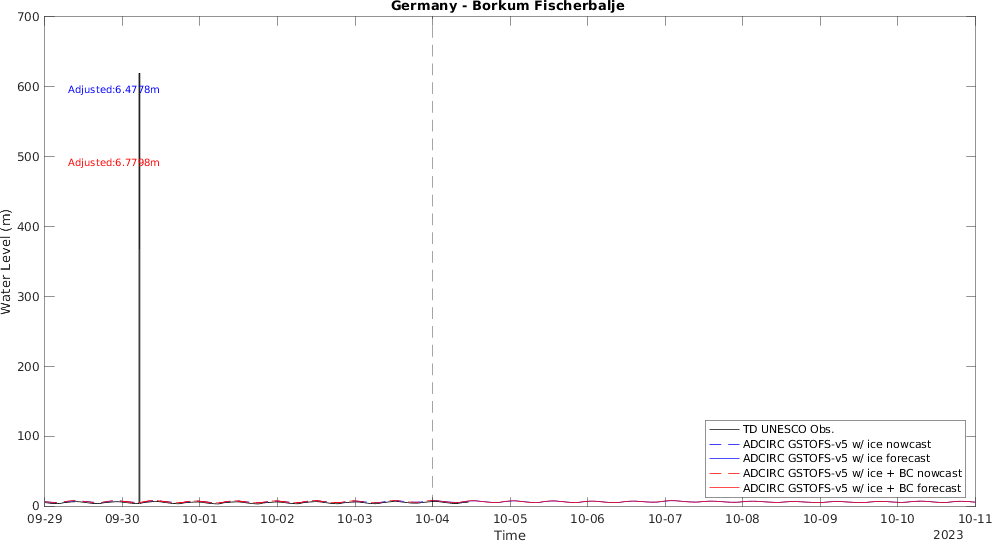 Germany - Borkum Fischerbalje
700
600
500
400
300
200
100
0
Water Level (m)
Adjusted:6.4778m
Adjusted:6.7798m
TD UNESCO Obs.
ADCIRC GSTOFS-v5 w/ ice nowcast
ADCIRC GSTOFS-v5 w/ ice forecast
ADCIRC GSTOFS-v5 w/ ice + BC nowcast
ADCIRC GSTOFS-v5 w/ ice + BC forecast
09-29 09-30 10-01 10-02 10-03 10-04 10-05 10-06 10-07 10-08 10-09 10-10 10-11
Time
2023